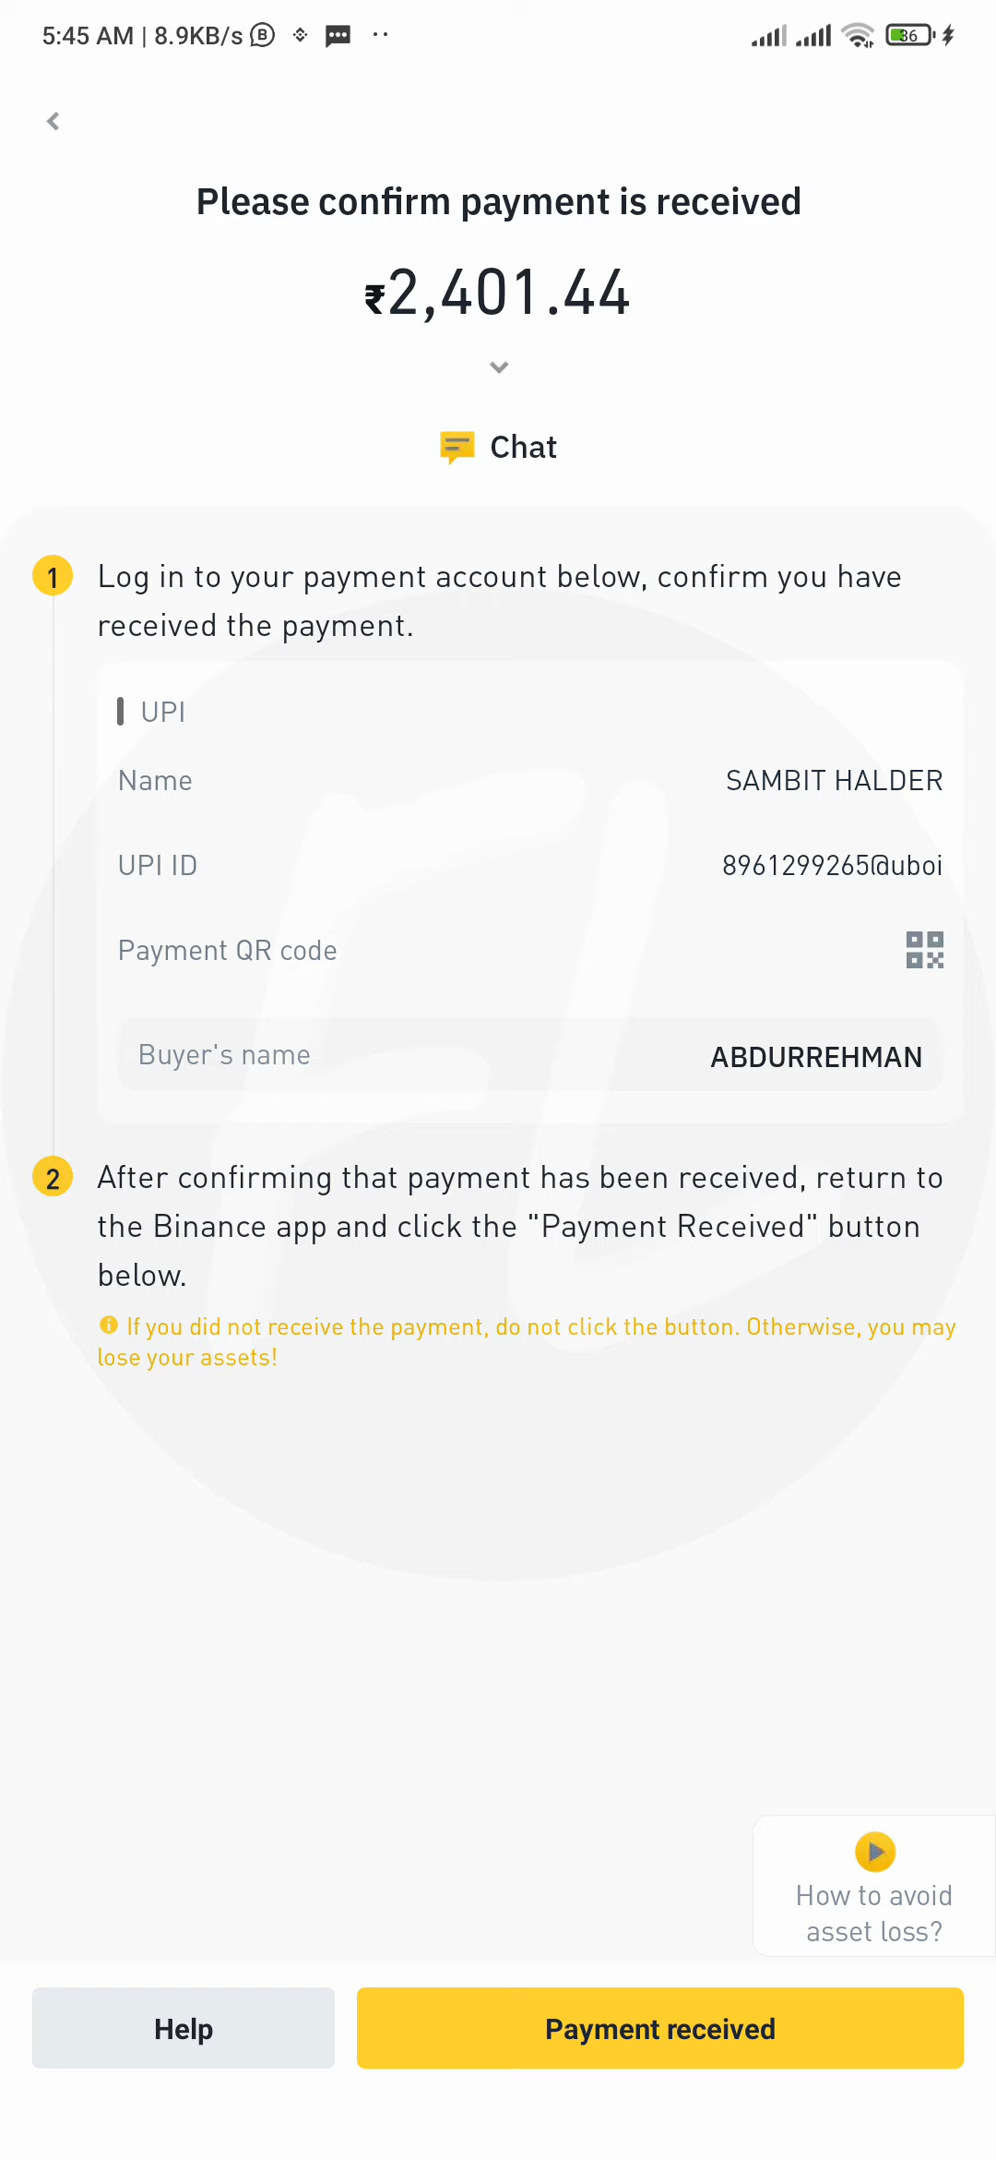 5:45 AM | 8.9KB/s
36
Please confirm payment is received
₹2,401.44
Chat
1 Log in to your payment account below, confirm you have
received the payment.
UPI
Name SAMBIT HALDER
UPI ID 8961299265@uboi
Payment QR code
Buyer's name ABDURREHMAN
2 After confirming that payment has been received, return to
the Binance app and click the "Payment Received" button
below.
If you did not receive the payment, do not click the button. Otherwise, you may
lose your assets!
How to avoid
asset loss?
Help Payment received